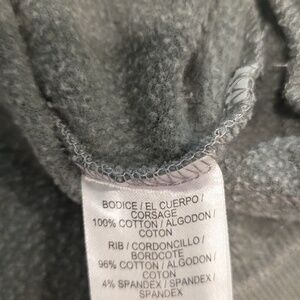 BODICE / EL CUERPO /
CORSAGE
100% COTTON / ALGODON /
COTON
RIB / CORDONCILLO /
BORDCOTE
96% COTTON / ALGODON /
COTON
4% SPANDEX / SPANDEX /
SPANDEX